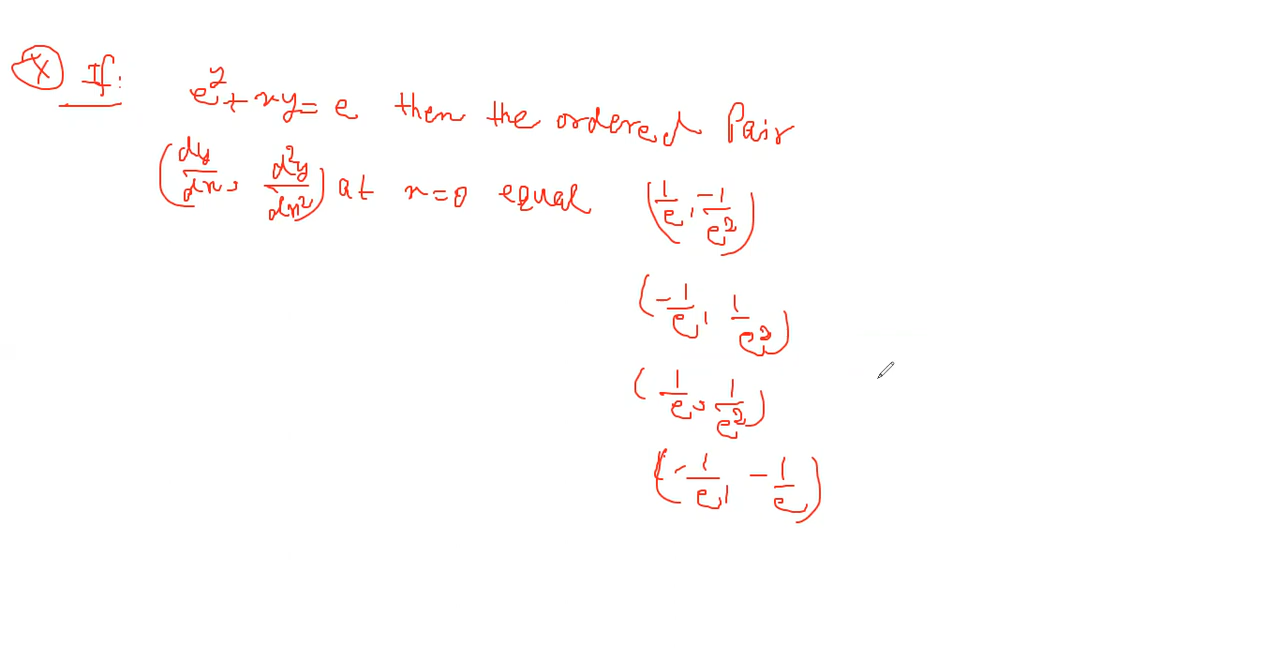 (X) If: e^y + xy = e then the ordered Pair
(dy/dx, d²y/dx²) at x=0 equal (1/e, -1/e²)
(-1/e, 1/e²)
(1/e, 1/e²)
(-1/e, -1/e)